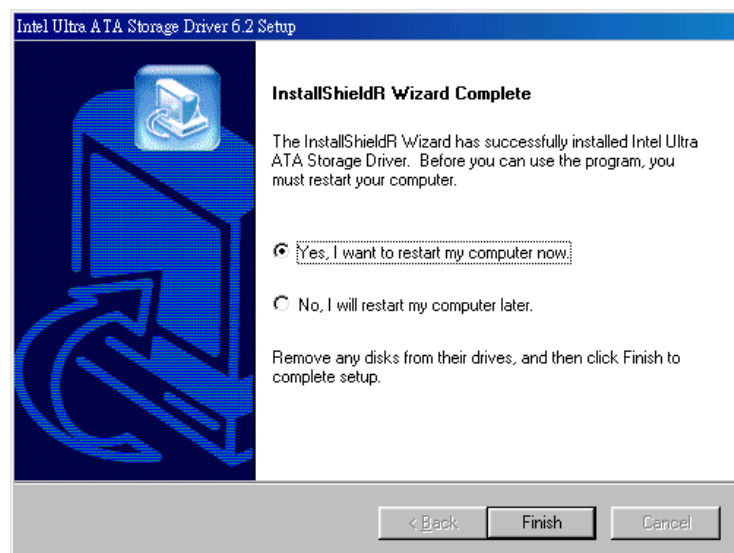 Intel Ultra ATA Storage Driver 6.2 Setup
InstallShieldR Wizard Complete
The InstallShieldR Wizard has successfully installed Intel Ultra
ATA Storage Driver. Before you can use the program, you
must restart your computer.
Yes, I want to restart my computer now.
No, I will restart my computer later.
Remove any disks from their drives, and then click Finish to
complete setup.
< Back
Finish
Cancel